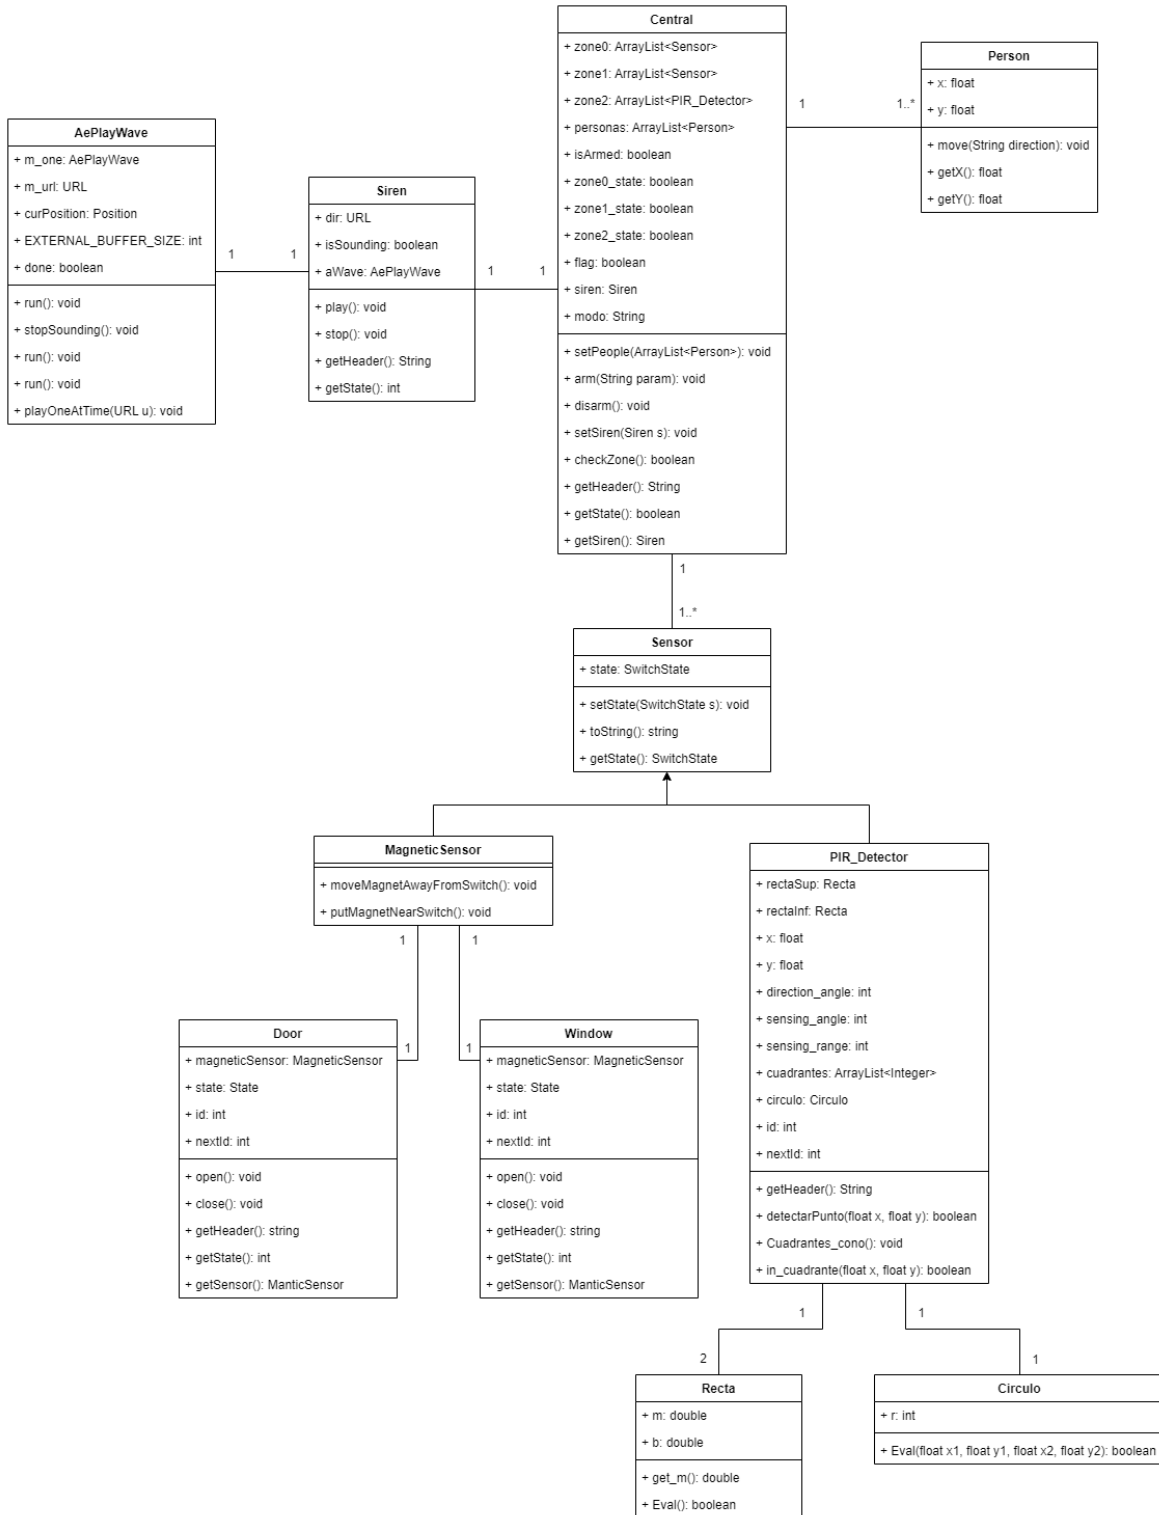 Central
+ zone0: ArrayList<Sensor>
+ zone1: ArrayList<Sensor>
+ zone2: ArrayList<PIR_Detector>
+ personas: ArrayList<Person>
+ isArmed: boolean
+ zone0_state: boolean
+ zone1_state: boolean
+ zone2_state: boolean
+ flag: boolean
+ siren: Siren
+ modo: String
+ setPeople(ArrayList<Person>): void
+ arm(String param): void
+ disarm(): void
+ setSiren(Siren s): void
+ checkZone(): boolean
+ getHeader(): String
+ getState(): boolean
+ getSiren(): Siren
1
1..*
Person
+ x: float
+ y: float
+ move(String direction): void
+ getX(): float
+ getY(): float
AePlayWave
+ m_one: AePlayWave
+ m_url: URL
+ curPosition: Position
+ EXTERNAL_BUFFER_SIZE: int
+ done: boolean
+ run(): void
+ stopSounding(): void
+ run(): void
+ run(): void
+ playOneAtTime(URL u): void
1
1
Siren
+ dir: URL
+ isSounding: boolean
+ aWave: AePlayWave
+ play(): void
+ stop(): void
+ getHeader(): String
+ getState(): int
1
1
1
1..*
Sensor
+ state: SwitchState
+ setState(SwitchState s): void
+ toString(): string
+ getState(): SwitchState
MagneticSensor
+ moveMagnetAwayFromSwitch(): void
+ putMagnetNearSwitch(): void
1
1
Door
+ magneticSensor: MagneticSensor
+ state: State
+ id: int
+ nextId: int
+ open(): void
+ close(): void
+ getHeader(): string
+ getState(): int
+ getSensor(): ManticSensor
1
1
Window
+ magneticSensor: MagneticSensor
+ state: State
+ id: int
+ nextId: int
+ open(): void
+ close(): void
+ getHeader(): string
+ getState(): int
+ getSensor(): ManticSensor
PIR_Detector
+ rectaSup: Recta
+ rectaInf: Recta
+ x: float
+ y: float
+ direction_angle: int
+ sensing_angle: int
+ sensing_range: int
+ cuadrantes: ArrayList<Integer>
+ circulo: Circulo
+ id: int
+ nextId: int
+ getHeader(): String
+ detectarPunto(float x, float y): boolean
+ Cuadrantes_cono(): void
+ in_cuadrante(float x, float y): boolean
1
1
2
1
Recta
+ m: double
+ b: double
+ get_m(): double
+ Eval(): boolean
Circulo
+ r: int
+ Eval(float x1, float y1, float x2, float y2): boolean